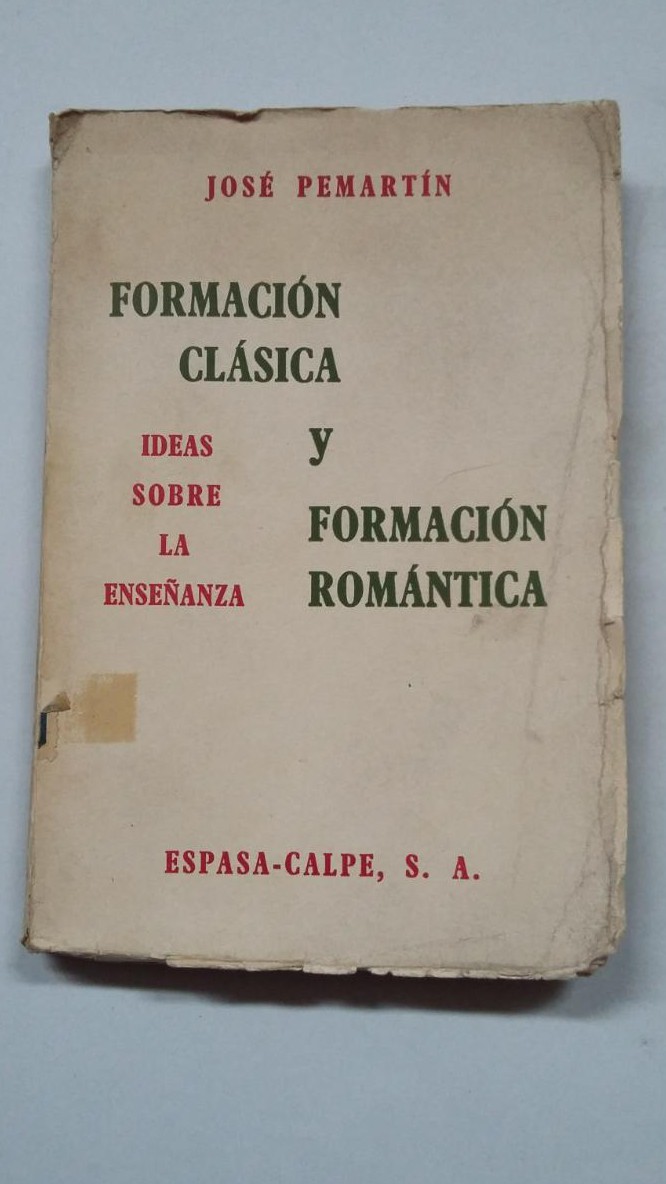 JOSÉ PEMARTÍN
FORMACIÓN
CLÁSICA
y
FORMACIÓN
ROMÁNTICA
IDEAS
SOBRE
LA
ENSEÑANZA
ESPASA-CALPE, S. A.